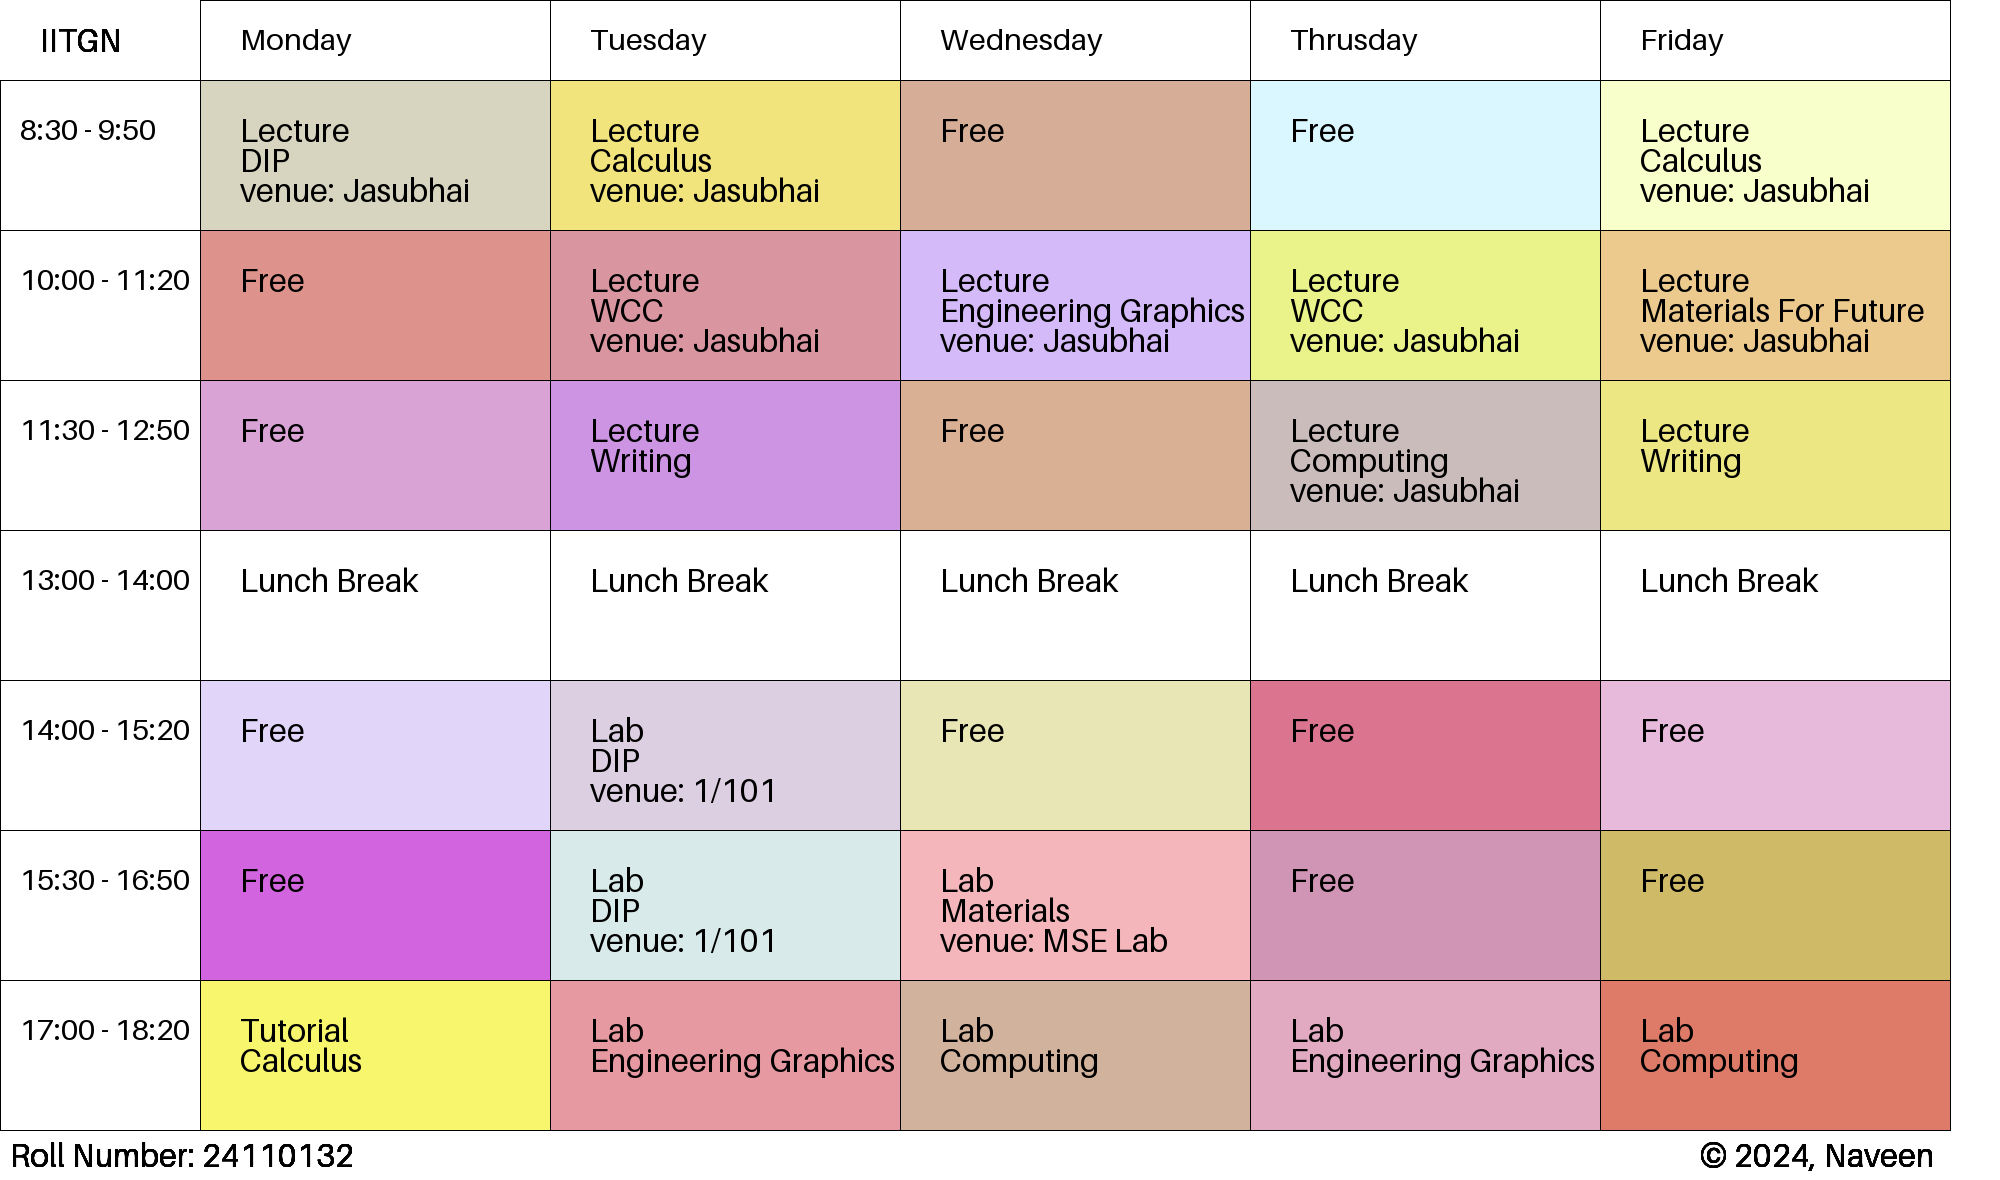 IITGN Monday Tuesday Wednesday Thrusday Friday
8:30 - 9:50
Lecture
DIP
venue: Jasubhai
Lecture
Calculus
venue: Jasubhai
Free
Free
Lecture
Calculus
venue: Jasubhai
10:00 - 11:20
Free
Lecture
WCC
venue: Jasubhai
Lecture
Engineering Graphics
venue: Jasubhai
Lecture
WCC
venue: Jasubhai
Lecture
Materials For Future
venue: Jasubhai
11:30 - 12:50
Free
Lecture
Writing
Free
Lecture
Computing
venue: Jasubhai
Lecture
Writing
13:00 - 14:00
Lunch Break
Lunch Break
Lunch Break
Lunch Break
Lunch Break
14:00 - 15:20
Free
Lab
DIP
venue: 1/101
Free
Free
Free
15:30 - 16:50
Free
Lab
DIP
venue: 1/101
Lab
Materials
venue: MSE Lab
Free
Free
17:00 - 18:20
Tutorial
Calculus
Lab
Engineering Graphics
Lab
Computing
Lab
Engineering Graphics
Lab
Computing
Roll Number: 24110132
© 2024, Naveen